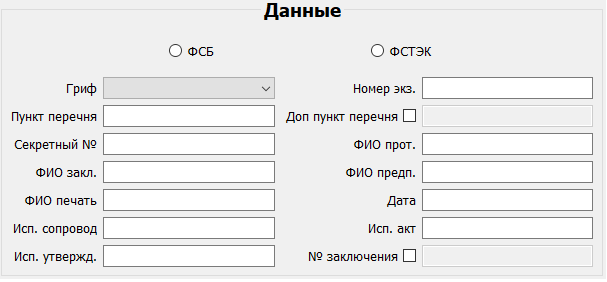 Данные
ФСБ ФСТЭК
Гриф Номер экз.
Пункт перечня Доп пункт перечня
Секретный № ФИО прот.
ФИО закл. ФИО предп.
ФИО печать Дата
Исп. сопровод Исп. акт
Исп. утвержд. № заключения